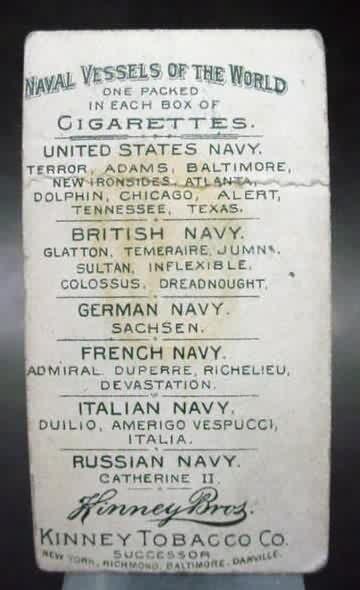 NAVAL VESSELS OF THE WORLD
ONE PACKED
IN EACH BOX OF
CIGARETTES.
UNITED STATES NAVY.
TERROR, ADAMS, BALTIMORE,
NEW IRONSIDES, ATLANTA,
DOLPHIN, CHICAGO, ALERT,
TENNESSEE, TEXAS.
BRITISH NAVY.
GLATTON, TEMERAIRE, JUMNA,
SULTAN, INFLEXIBLE,
COLOSSUS, DREADNOUGHT,
GERMAN NAVY.
SACHSEN.
FRENCH NAVY.
ADMIRAL DUPERRE, RICHELIEU,
DEVASTATION.
ITALIAN NAVY,
DUILIO, AMERIGO VESPUCCI,
ITALIA.
RUSSIAN NAVY.
CATHERINE II.
Kinney Bros.
KINNEY TOBACCO CO.
SUCCESSOR
NEW YORK, RICHMOND, BALTIMORE, DANVILLE.